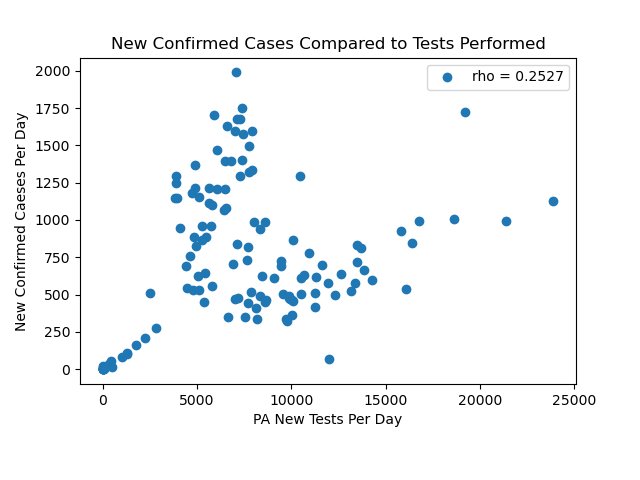 New Confirmed Cases Compared to Tests Performed
rho = 0.2527
New Confirmed Caeses Per Day
2000
1750
1500
1250
1000
750
500
250
0
0 5000 10000 15000 20000 25000
PA New Tests Per Day